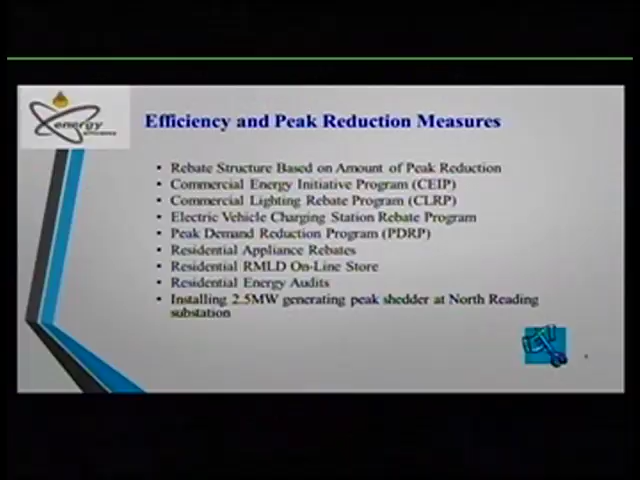 energy
Efficiency and Peak Reduction Measures
• Rebate Structure Based on Amount of Peak Reduction
• Commercial Energy Initiative Program (CEIP)
• Commercial Lighting Rebate Program (CLRP)
• Electric Vehicle Charging Station Rebate Program
• Peak Demand Reduction Program (PDRP)
• Residential Appliance Rebates
• Residential RMLD On-Line Store
• Residential Energy Audits
• Installing 2.5MW generating peak shedder at North Reading
substation